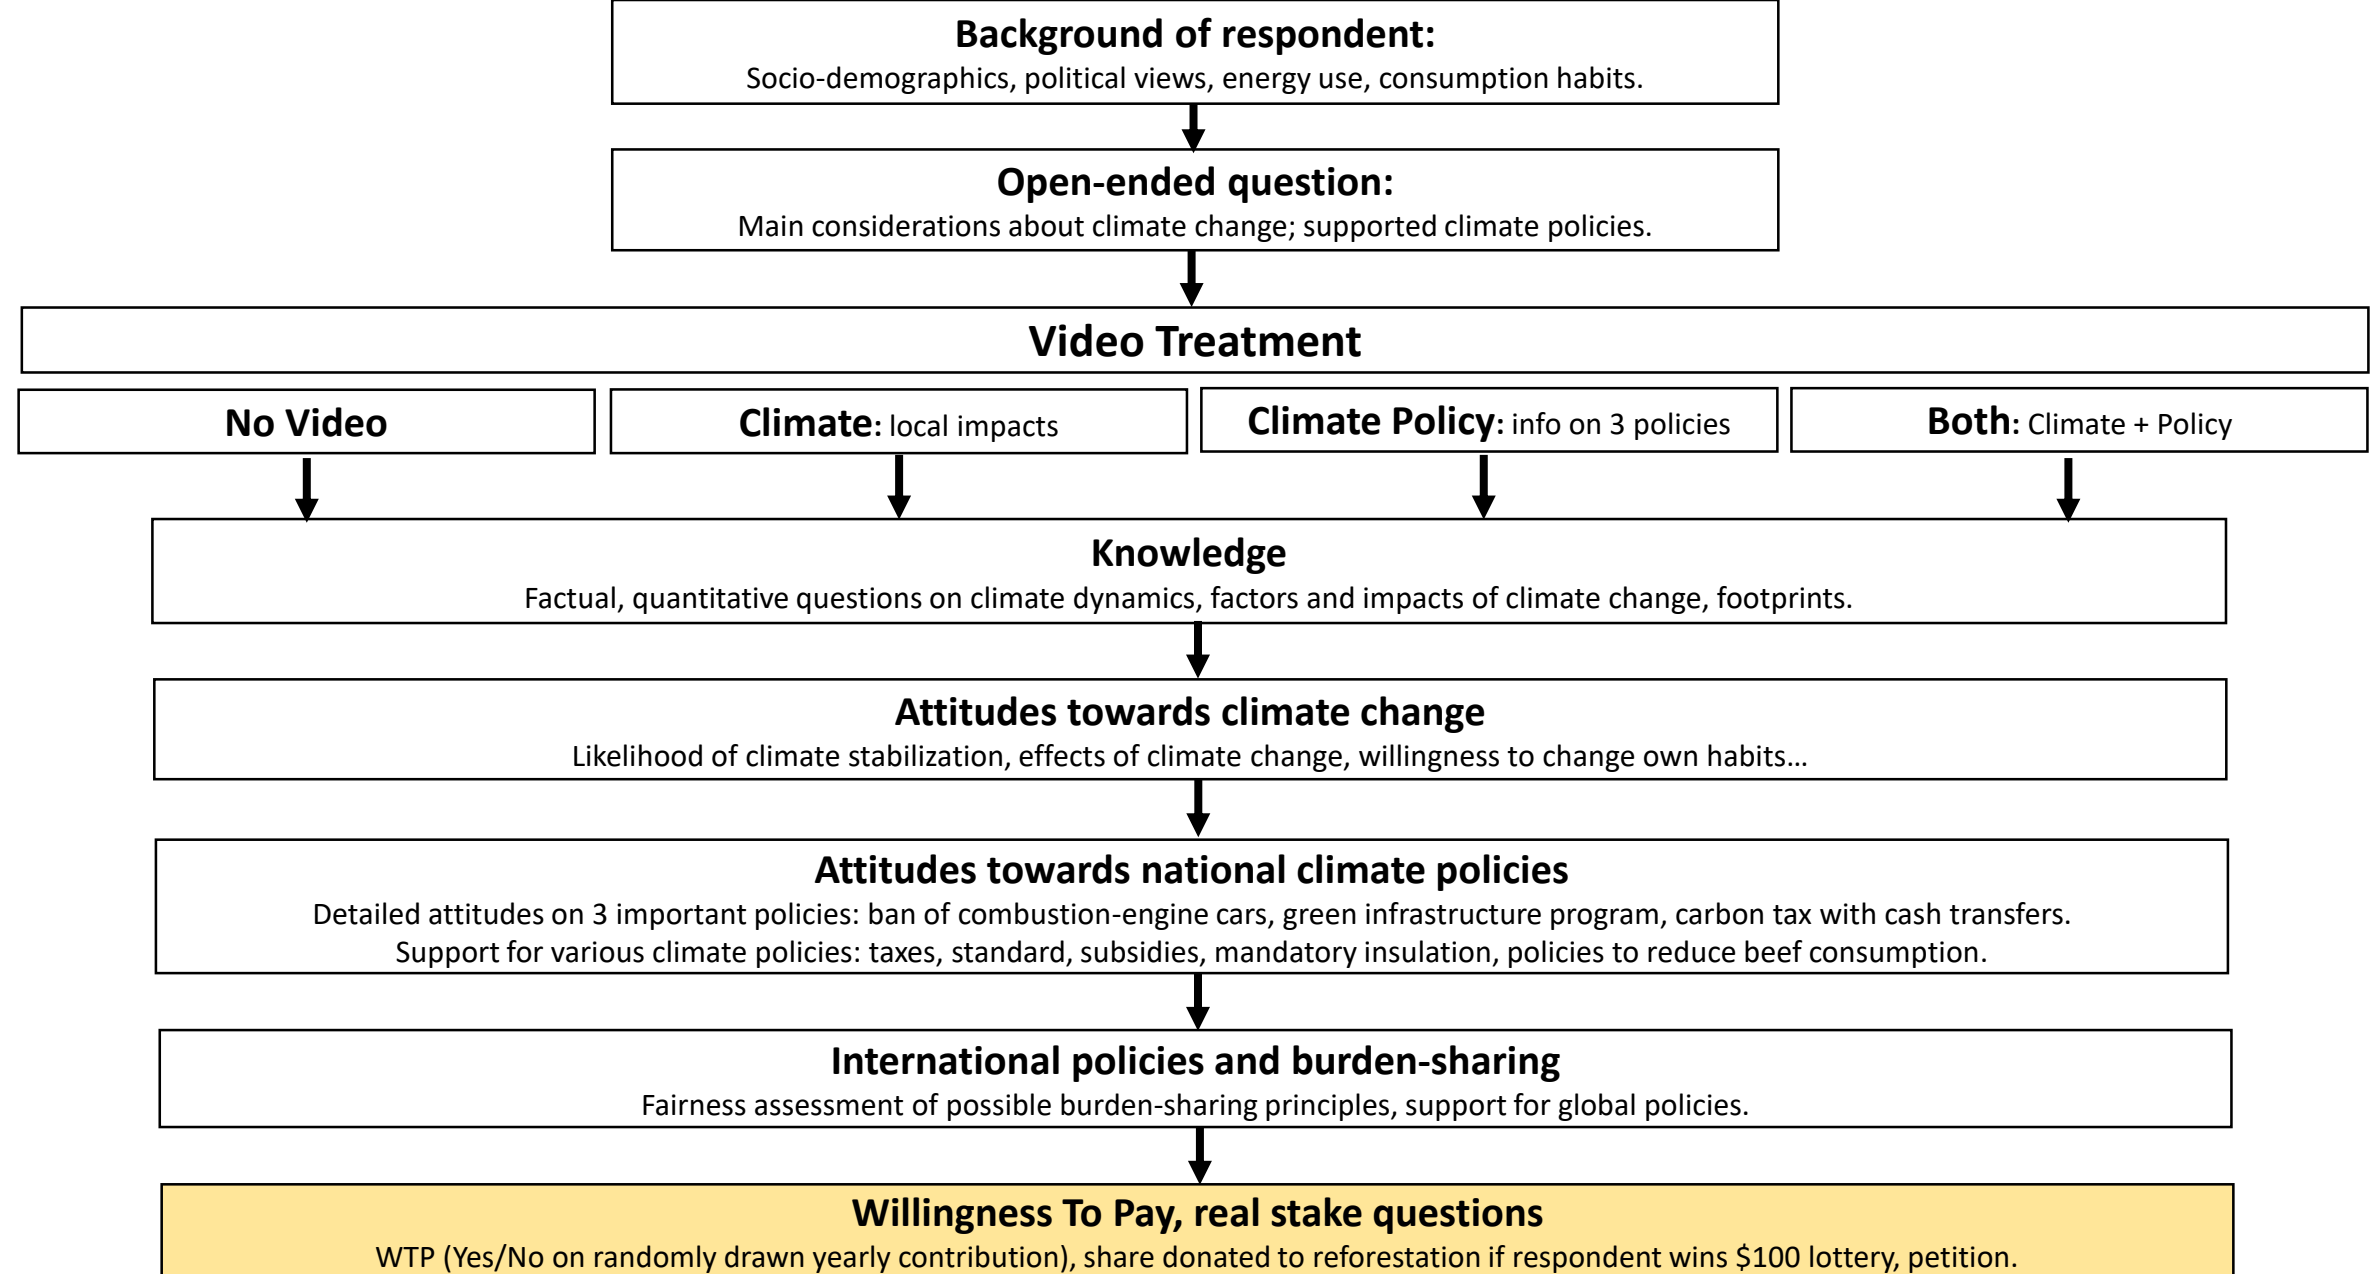 Background of respondent:
Socio-demographics, political views, energy use, consumption habits.
Open-ended question:
Main considerations about climate change; supported climate policies.
Video Treatment
No Video
Climate: local impacts
Climate Policy: info on 3 policies
Both: Climate + Policy
Knowledge
Factual, quantitative questions on climate dynamics, factors and impacts of climate change, footprints.
Attitudes towards climate change
Likelihood of climate stabilization, effects of climate change, willingness to change own habits…
Attitudes towards national climate policies
Detailed attitudes on 3 important policies: ban of combustion-engine cars, green infrastructure program, carbon tax with cash transfers.
Support for various climate policies: taxes, standard, subsidies, mandatory insulation, policies to reduce beef consumption.
International policies and burden-sharing
Fairness assessment of possible burden-sharing principles, support for global policies.
Willingness To Pay, real stake questions
WTP (Yes/No on randomly drawn yearly contribution), share donated to reforestation if respondent wins $100 lottery, petition.